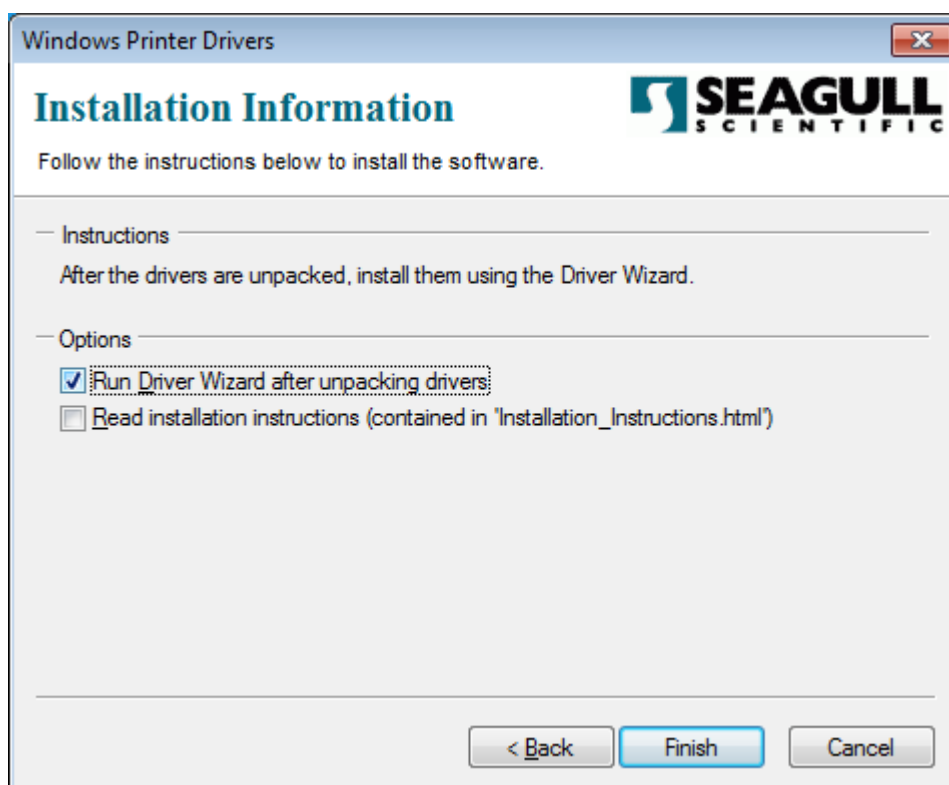 Windows Printer Drivers
Installation Information
SEAGULL
SCIENTIFIC
Follow the instructions below to install the software.
Instructions
After the drivers are unpacked, install them using the Driver Wizard.
Options
Run Driver Wizard after unpacking drivers
Read installation instructions (contained in 'Installation_Instructions.html')
< Back
Finish
Cancel